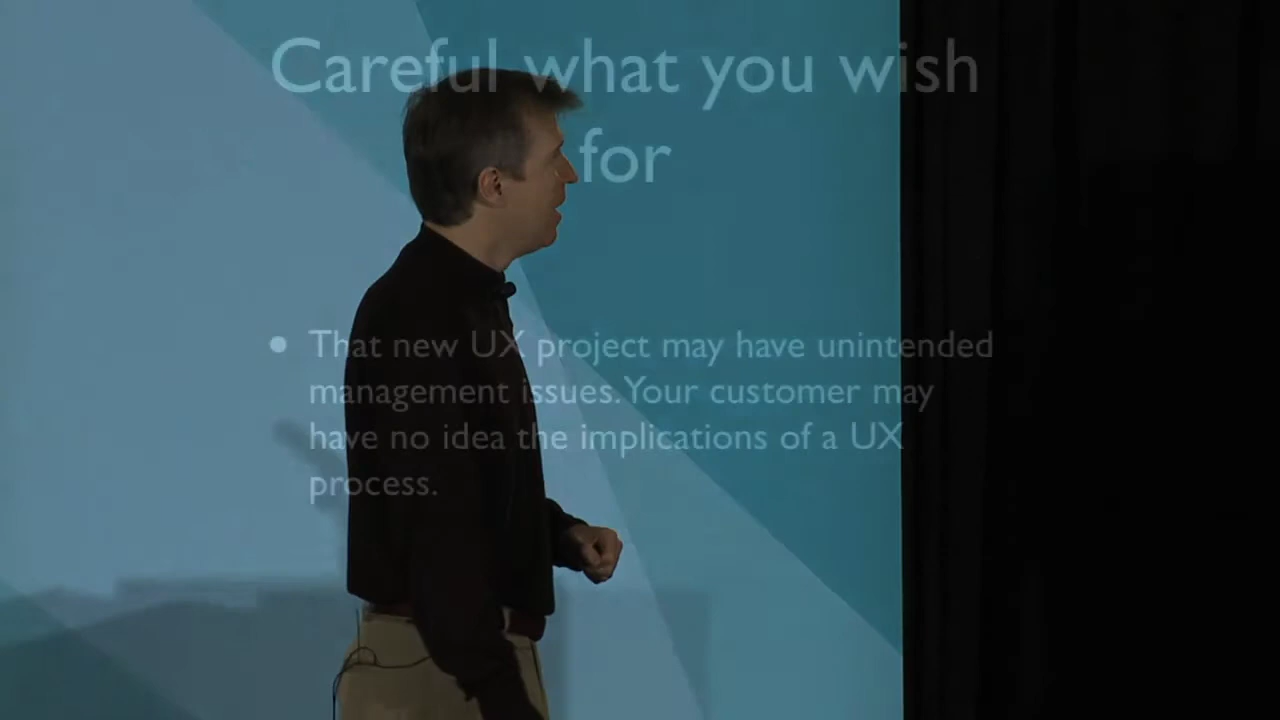 Careful what you wish
for
• That new UX project may have unintended
management issues. Your customer may
have no idea the implications of a UX
process.